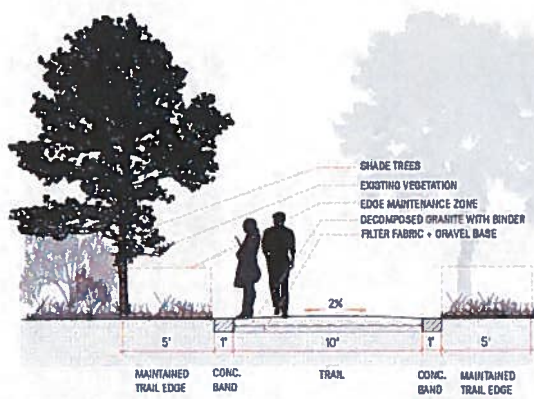 SHADE TREES
EXISTING VEGETATION
EDGE MAINTENANCE ZONE
DECOMPOSED GRANITE WITH BINDER
FILTER FABRIC + GRAVEL BASE
2%
5' 1' 10' 1' 5'
MAINTAINED TRAIL EDGE
CONC. BAND
TRAIL
CONC. BAND
MAINTAINED TRAIL EDGE